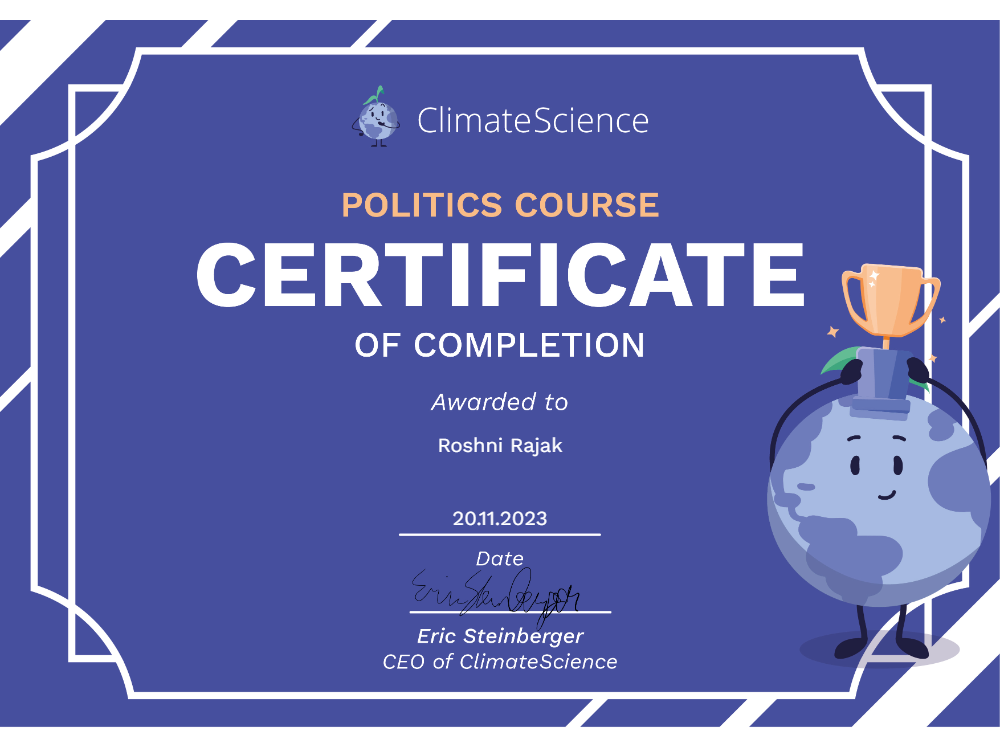 ClimateScience
POLITICS COURSE
CERTIFICATE
OF COMPLETION
Awarded to
Roshni Rajak
20.11.2023
Date
Eric Steinberger
Eric Steinberger
CEO of ClimateScience